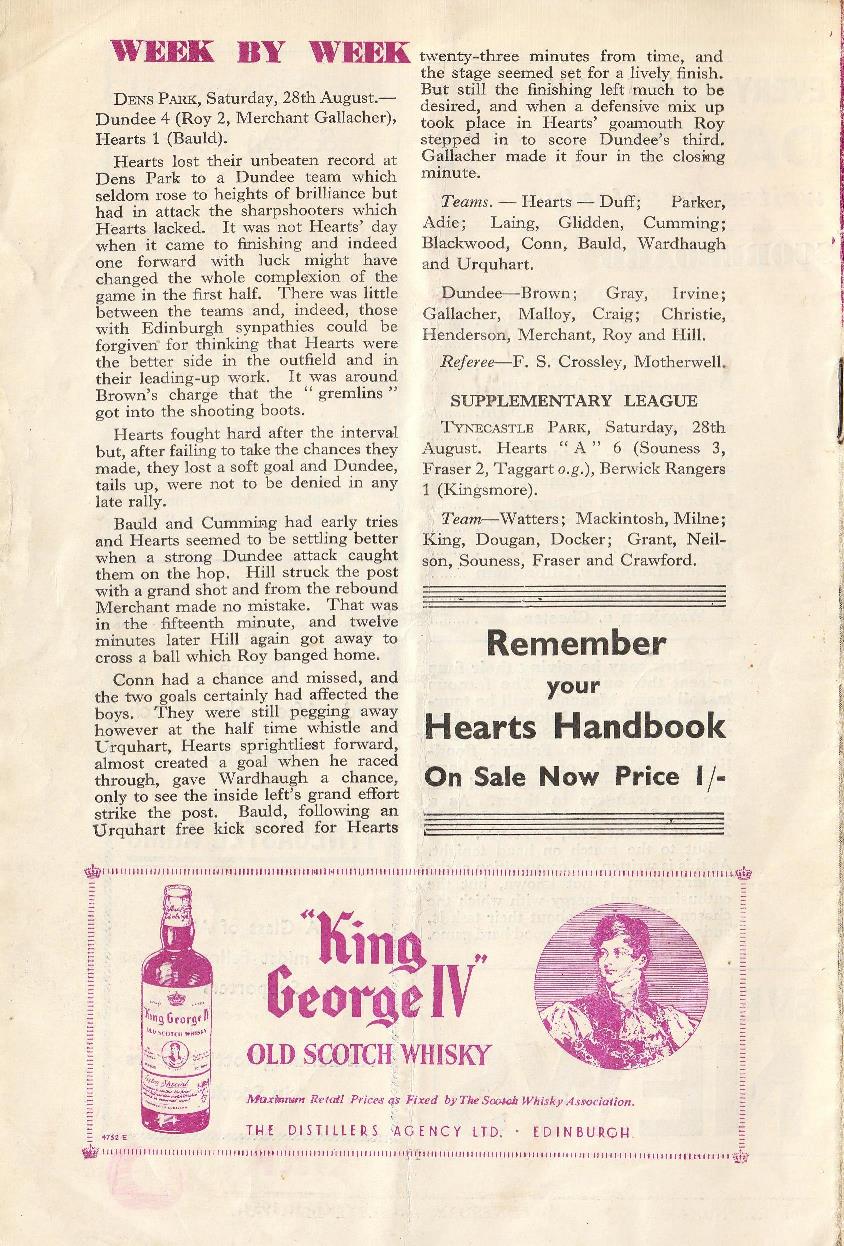 WEEK BY WEEK
DENS PARK, Saturday, 28th August.—
Dundee 4 (Roy 2, Merchant Gallacher),
Hearts 1 (Bauld).
Hearts lost their unbeaten record at
Dens Park to a Dundee team which
seldom rose to heights of brilliance but
had in attack the sharpshooters which
Hearts lacked. It was not Hearts' day
when it came to finishing and indeed
one forward with luck might have
changed the whole complexion of the
game in the first half. There was little
between the teams and, indeed, those
with Edinburgh synpathies could be
forgiven for thinking that Hearts were
the better side in the outfield and in
their leading-up work. It was around
Brown's charge that the " gremlins "
got into the shooting boots.
Hearts fought hard after the interval
but, after failing to take the chances they
made, they lost a soft goal and Dundee,
tails up, were not to be denied in any
late rally.
Bauld and Cumming had early tries
and Hearts seemed to be settling better
when a strong Dundee attack caught
them on the hop. Hill struck the post
with a grand shot and from the rebound
Merchant made no mistake. That was
in the fifteenth minute, and twelve
minutes later Hill again got away to
cross a ball which Roy banged home.
Conn had a chance and missed, and
the two goals certainly had affected the
boys. They were still pegging away
however at the half time whistle and
Urquhart, Hearts sprightliest forward,
almost created a goal when he raced
through, gave Wardhaugh a chance,
only to see the inside left's grand effort
strike the post. Bauld, following an
Urquhart free kick scored for Hearts
twenty-three minutes from time, and
the stage seemed set for a lively finish.
But still the finishing left much to be
desired, and when a defensive mix up
took place in Hearts' goamouth Roy
stepped in to score Dundee's third.
Gallacher made it four in the closing
minute.
Teams. — Hearts — Duff; Parker,
Adie; Laing, Glidden, Cumming;
Blackwood, Conn, Bauld, Wardhaugh
and Urquhart.
Dundee—Brown; Gray, Irvine;
Gallacher, Malloy, Craig; Christie,
Henderson, Merchant, Roy and Hill.
Referee—F. S. Crossley, Motherwell.
SUPPLEMENTARY LEAGUE
TYNECASTLE PARK, Saturday, 28th
August. Hearts " A " 6 (Souness 3,
Fraser 2, Taggart o.g.), Berwick Rangers
1 (Kingsmore).
Team—Watters; Mackintosh, Milne;
King, Dougan, Docker; Grant, Neil-
son, Souness, Fraser and Crawford.
Remember
your
Hearts Handbook
On Sale Now Price 1/-
"King
George IV"
OLD SCOTCH WHISKY
Maximum Retail Prices as Fixed by The Scotch Whisky Association.
THE DISTILLERS AGENCY LTD. · EDINBURGH.
King George IV
OLD SCOTCH WHISKY
4752 E